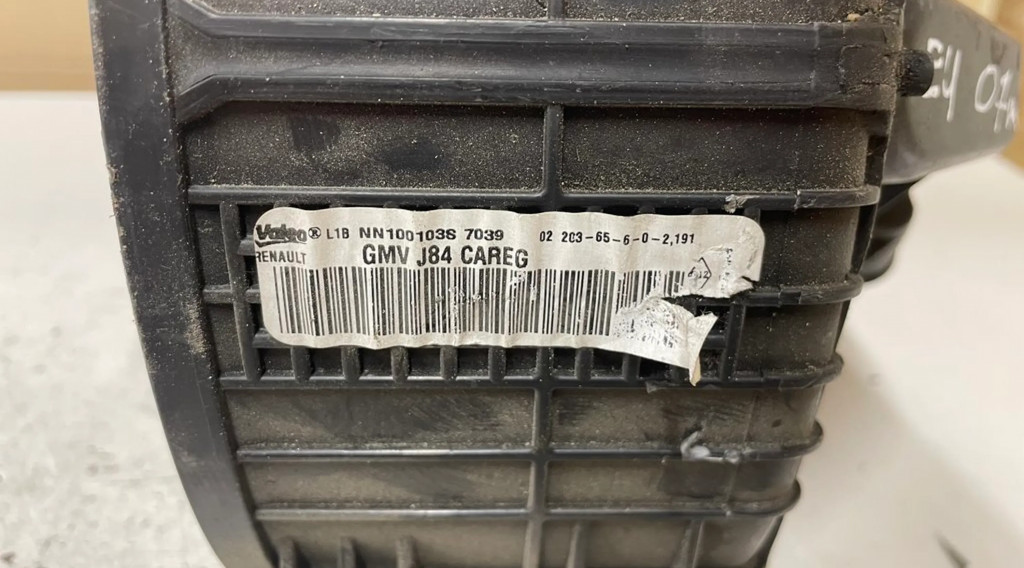 Valeo® L1B NN100103S 7039 02 203-65-6-0-2,191
RENAULT GMV J84 CAREG